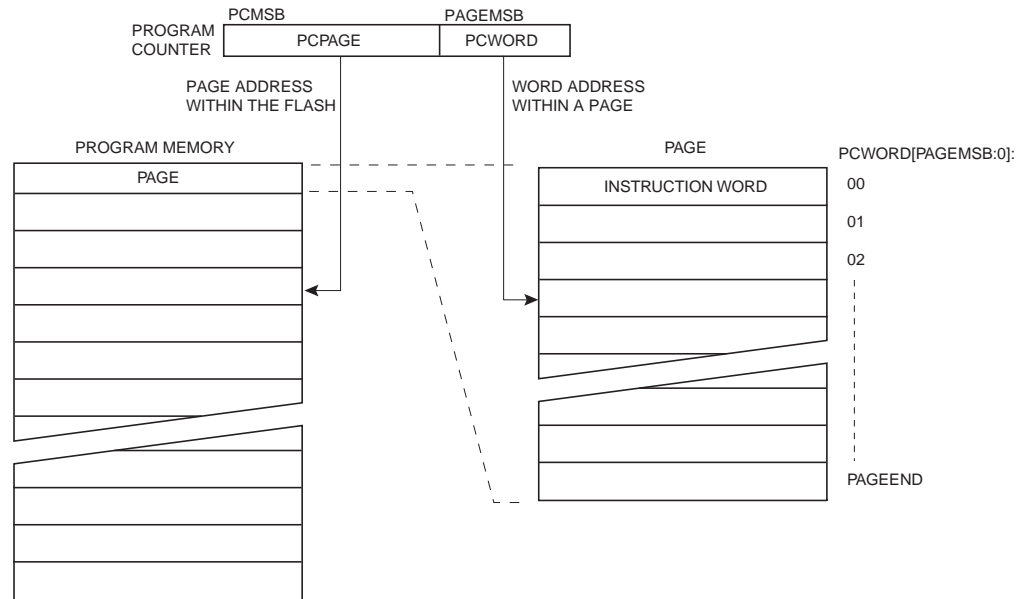 PCMSB PAGEMSB
PROGRAM
COUNTER
PCPAGE PCWORD
PAGE ADDRESS
WITHIN THE FLASH
WORD ADDRESS
WITHIN A PAGE
PROGRAM MEMORY
PAGE
PAGE
INSTRUCTION WORD
PCWORD[PAGEMSB:0]:
00
01
02
PAGEEND